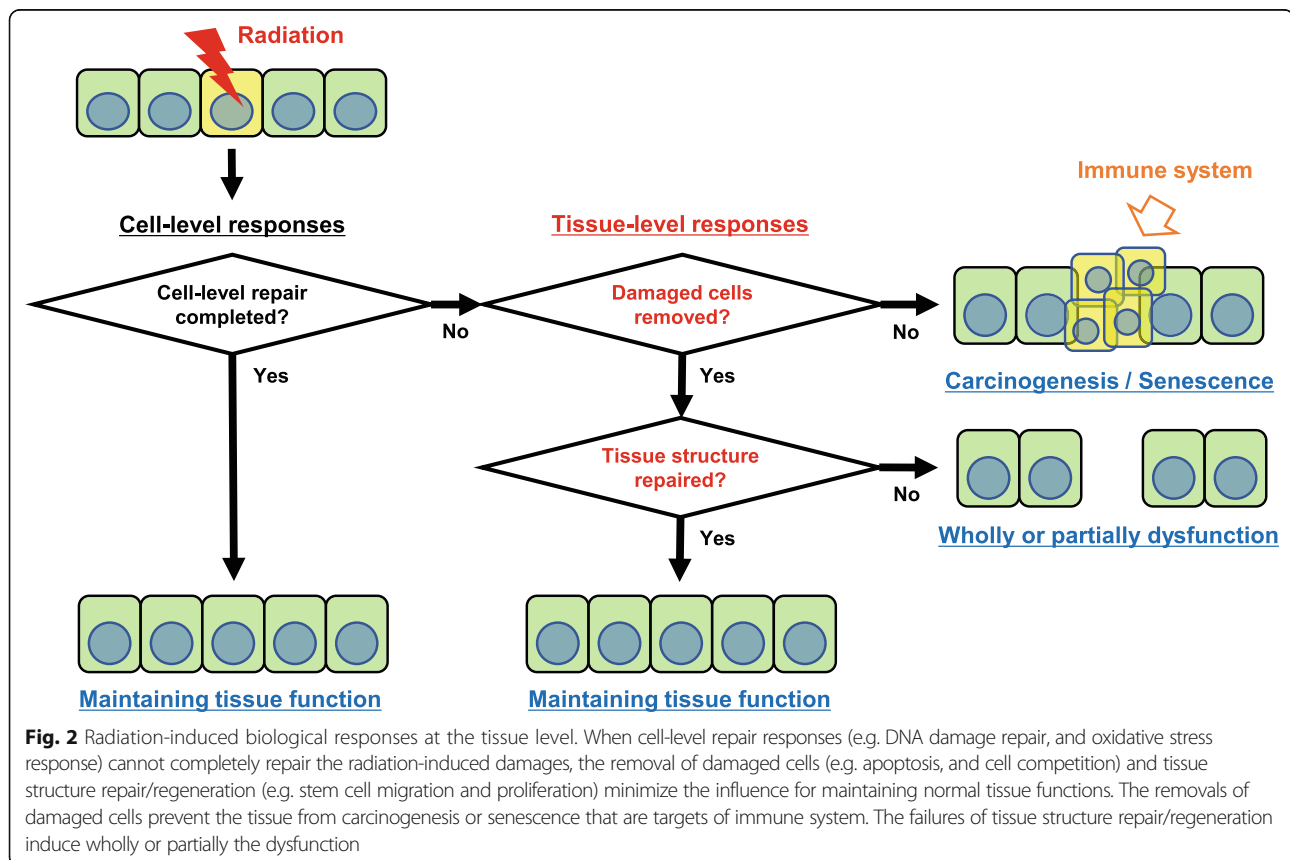 Radiation
Immune system
Cell-level responses
Tissue-level responses
Cell-level repair
completed?
No
Damaged cells
removed?
No
Yes
Yes
Carcinogenesis / Senescence
Tissue structure
repaired?
No
Wholly or partially dysfunction
Yes
Maintaining tissue function
Maintaining tissue function
Fig. 2 Radiation-induced biological responses at the tissue level. When cell-level repair responses (e.g. DNA damage repair, and oxidative stress
response) cannot completely repair the radiation-induced damages, the removal of damaged cells (e.g. apoptosis, and cell competition) and tissue
structure repair/regeneration (e.g. stem cell migration and proliferation) minimize the influence for maintaining normal tissue functions. The removals of
damaged cells prevent the tissue from carcinogenesis or senescence that are targets of immune system. The failures of tissue structure repair/regeneration
induce wholly or partially the dysfunction